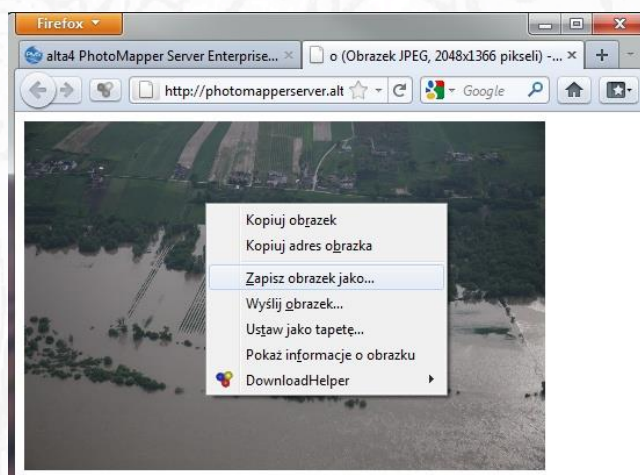 Firefox
alta4 PhotoMapper Server Enterprise...
o (Obrazek JPEG, 2048x1366 pikseli) -...
http://photomapperserver.alt
Google
Kopiuj obrazek
Kopiuj adres obrazka
Zapisz obrazek jako...
Wyślij obrazek...
Ustaw jako tapetę...
Pokaż informacje o obrazku
DownloadHelper